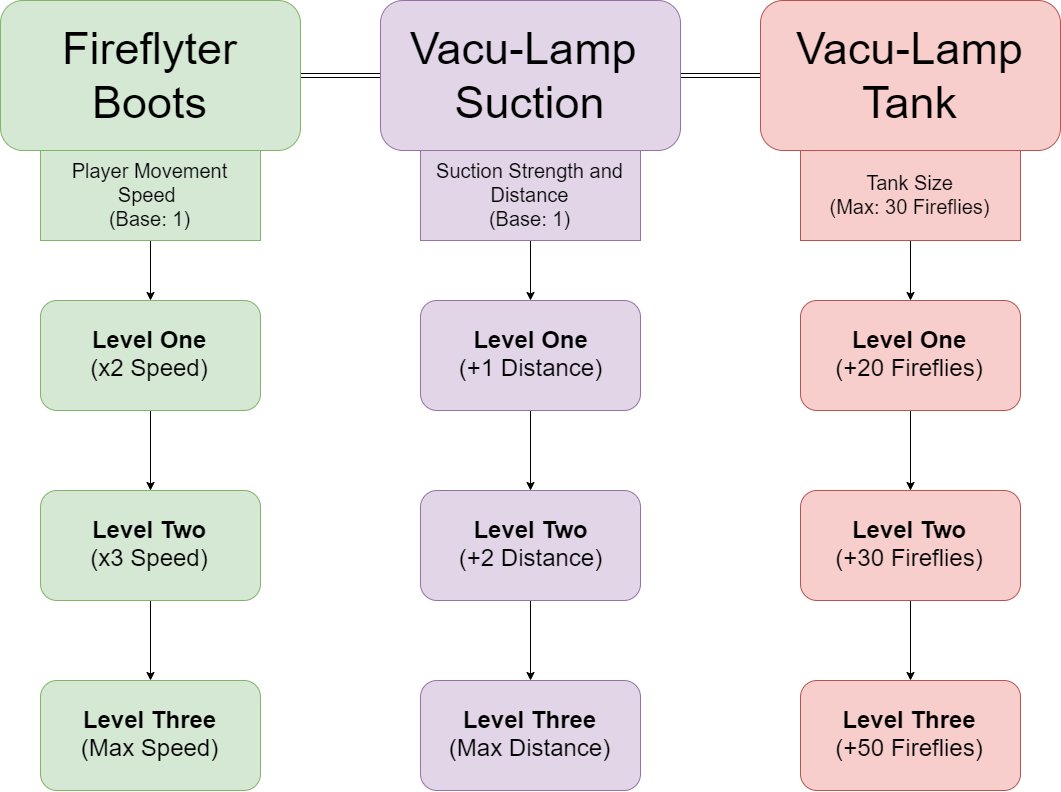 Fireflyter
Boots
Player Movement
Speed
(Base: 1)
Level One
(x2 Speed)
Level Two
(x3 Speed)
Level Three
(Max Speed)
Vacu-Lamp
Suction
Suction Strength and
Distance
(Base: 1)
Level One
(+1 Distance)
Level Two
(+2 Distance)
Level Three
(Max Distance)
Vacu-Lamp
Tank
Tank Size
(Max: 30 Fireflies)
Level One
(+20 Fireflies)
Level Two
(+30 Fireflies)
Level Three
(+50 Fireflies)